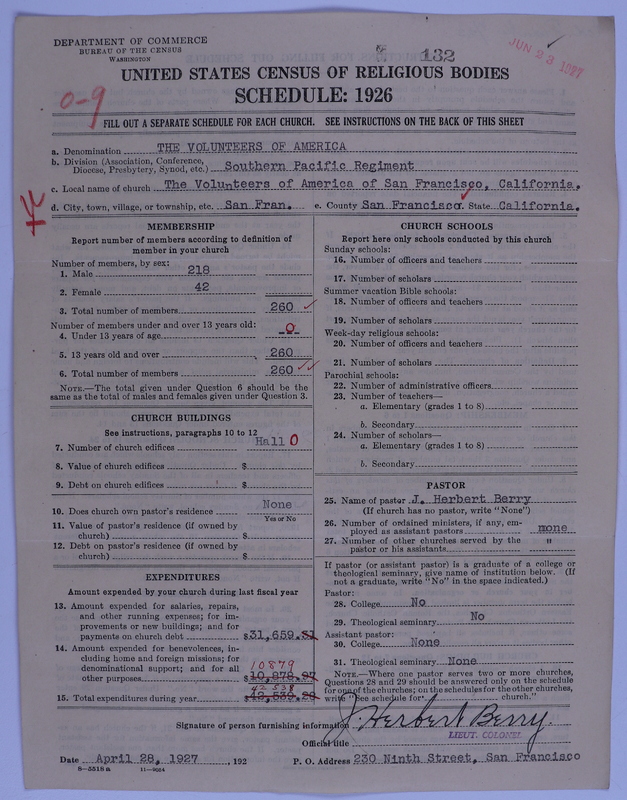 DEPARTMENT OF COMMERCE
BUREAU OF THE CENSUS
WASHINGTON
132
JUN 23 1927
UNITED STATES CENSUS OF RELIGIOUS BODIES
SCHEDULE: 1926
0-9
FILL OUT A SEPARATE SCHEDULE FOR EACH CHURCH. SEE INSTRUCTIONS ON THE BACK OF THIS SHEET
a. Denomination THE VOLUNTEERS OF AMERICA
b. Division (Association, Conference, Diocese, Presbytery, Synod, etc.) Southern Pacific Regiment
c. Local name of church The Volunteers of America of San Francisco, California.
d. City, town, village, or township, etc. San Fran. e. County San Francisco. State California.
MEMBERSHIP
Report number of members according to definition of
member in your church
Number of members, by sex:
1. Male 218
2. Female 42
3. Total number of members 260
Number of members under and over 13 years old:
4. Under 13 years of age 0
5. 13 years old and over 260
6. Total number of members 260
NOTE.—The total given under Question 6 should be the
same as the total of males and females given under Question 3.
CHURCH BUILDINGS
See instructions, paragraphs 10 to 12
7. Number of church edifices Hall 0
8. Value of church edifices $
9. Debt on church edifices $
10. Does church own pastor's residence None
Yes or No
11. Value of pastor's residence (if owned by
church) $
12. Debt on pastor's residence (if owned by
church) $
EXPENDITURES
Amount expended by church during last fiscal year
13. Amount expended for salaries, repairs,
and other running expenses; for im-
provements or new buildings; and for
payments on church debt $31,659.31
14. Amount expended for benevolences, in-
cluding home and foreign missions; for
denominational support; and for all
10879
other purposes $10,878.97
42 538
15. Total expenditures during year $42,538.28
CHURCH SCHOOLS
Report here only schools conducted by this church
Sunday schools:
16. Number of officers and teachers
17. Number of scholars
Summer vacation Bible schools:
18. Number of officers and teachers
19. Number of scholars
Week-day religious schools:
20. Number of officers and teachers
21. Number of scholars
Parochial schools:
22. Number of administrative officers
23. Number of teachers—
a. Elementary (grades 1 to 8)
b. Secondary
24. Number of scholars—
a. Elementary (grades 1 to 8)
b. Secondary
PASTOR
25. Name of pastor J. Herbert Berry
(If church has no pastor, write "None")
26. Number of ordained ministers, if any, em-
ployed as assistant pastors none
27. Number of other churches served by the
pastor or his assistants "
If pastor (or assistant pastor) is a graduate of a college or
theological seminary, give name of institution below. (If
not a graduate, write "No" in the space indicated.)
Pastor:
28. College No
29. Theological seminary No
Assistant pastor:
30. College None
31. Theological seminary None
NOTE.—Where one pastor serves two or more churches,
Questions 28 and 29 should be answered only on the schedule
for one of the churches; on the schedules for the other churches,
write "See schedule for church."
Signature of person furnishing information J. Herbert Berry.
Official title LIEUT. COLONEL
Date April 28, 1927, 192
P. O. Address 230 Ninth Street, San Francisco
8—5518 a 11—9054